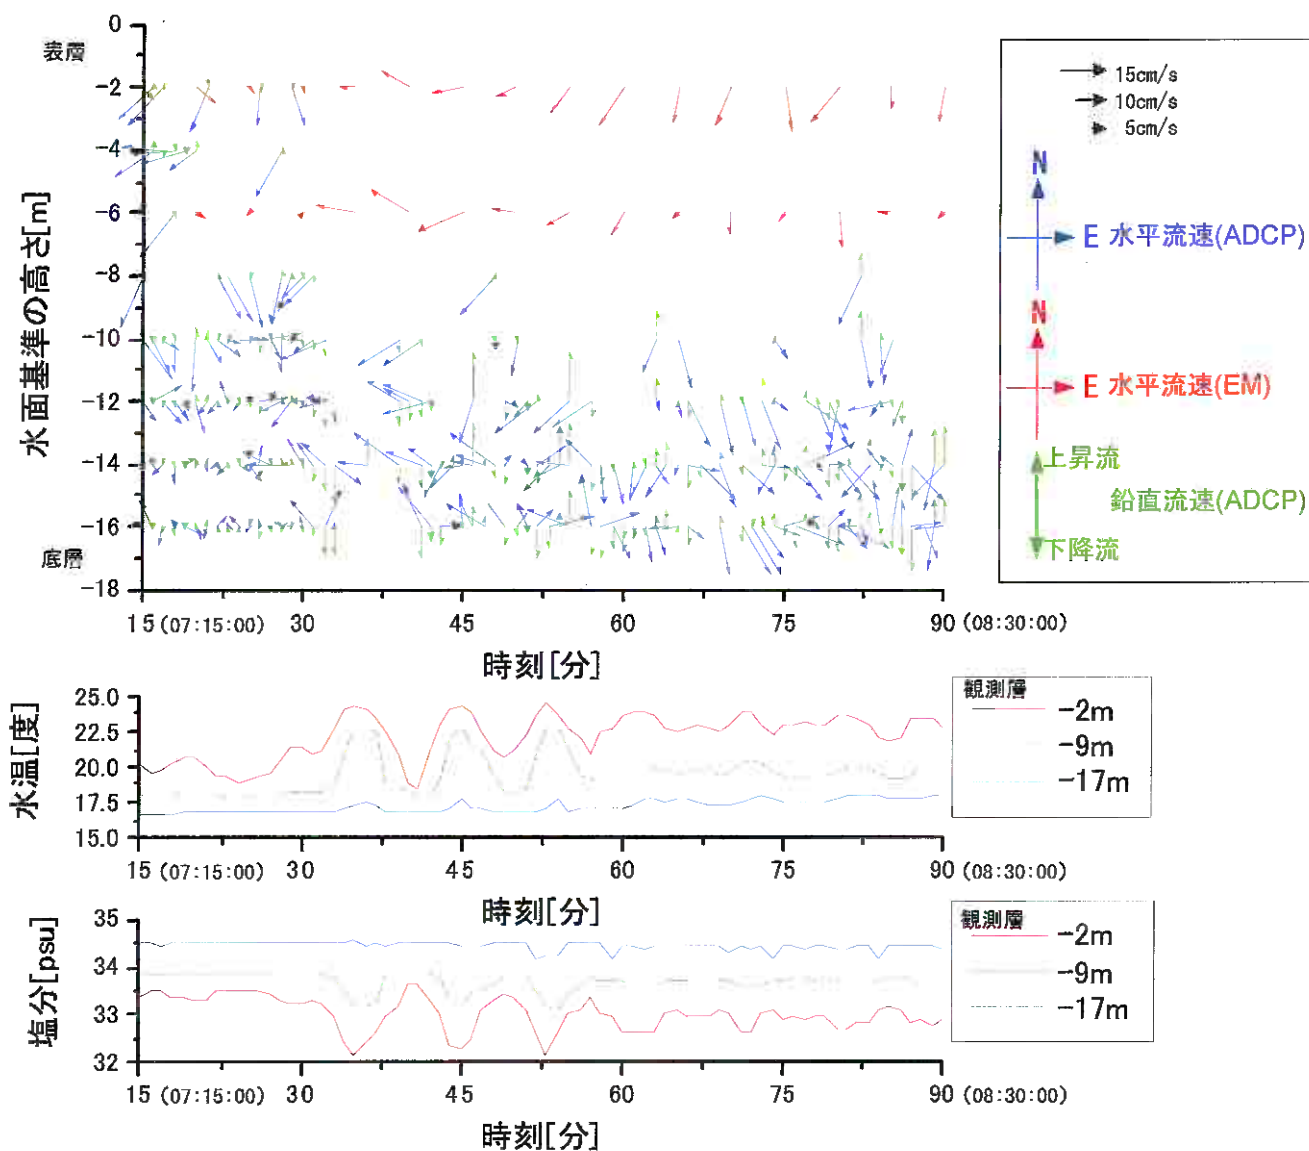 0
表層
-2
-4
-6
-8
-10
-12
-14
-16
底層
-18
水面基準の高さ[m]
15 (07:15:00)
30
45
60
75
90 (08:30:00)
時刻[分]
15cm/s
10cm/s
5cm/s
N
E 水平流速(ADCP)
N
E 水平流速(EM)
上昇流
鉛直流速(ADCP)
下降流
25.0
22.5
20.0
17.5
15.0
水温[度]
15 (07:15:00)
30
45
60
75
90 (08:30:00)
時刻[分]
観測層
-2m
-9m
-17m
35
34
33
32
塩分[psu]
15 (07:15:00)
30
45
60
75
90 (08:30:00)
時刻[分]
観測層
-2m
-9m
-17m